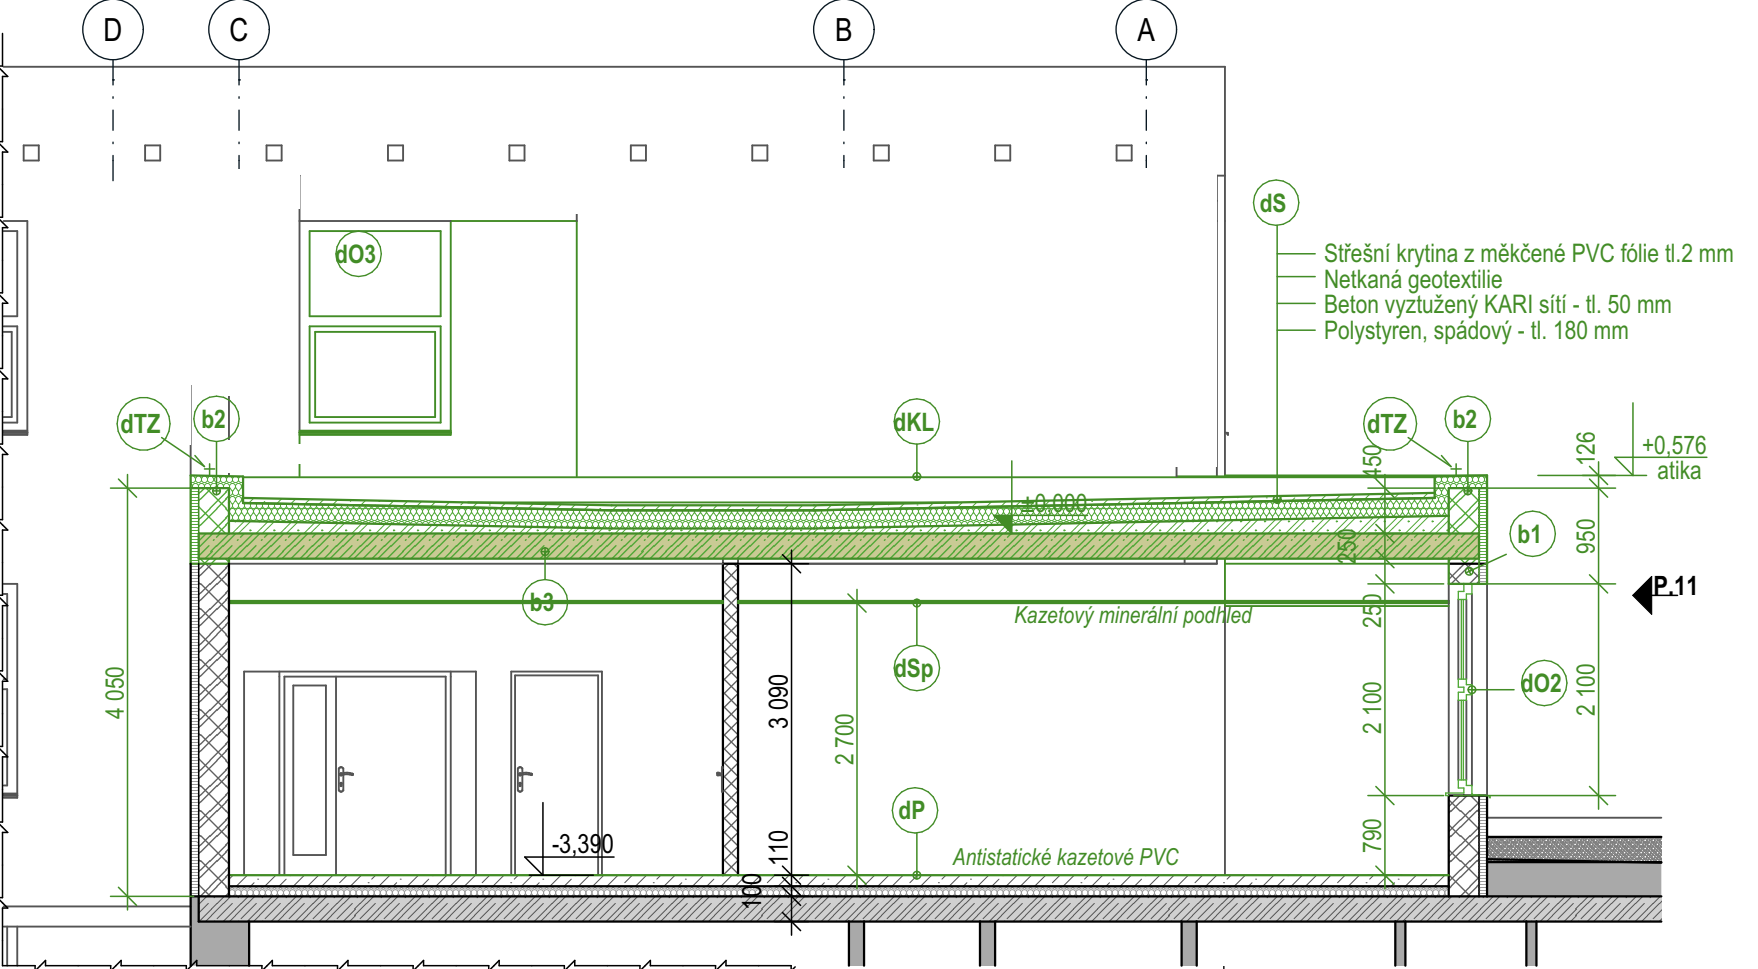 D
C
B
A
dS
dO3
Střešní krytina z měkčené PVC fólie tl.2 mm
Netkaná geotextilie
Beton vyztužený KARI sítí - tl. 50 mm
Polystyren, spádový - tl. 180 mm
dTZ
b2
dKL
dTZ
b2
450
126
+0,576
atika
±0,000
b1
250
950
P.11
b3
Kazetový minerální podhled
250
dSp
4 050
3 090
2 700
2 100
dO2
2 100
dP
-3,390
110
790
Antistatické kazetové PVC
100